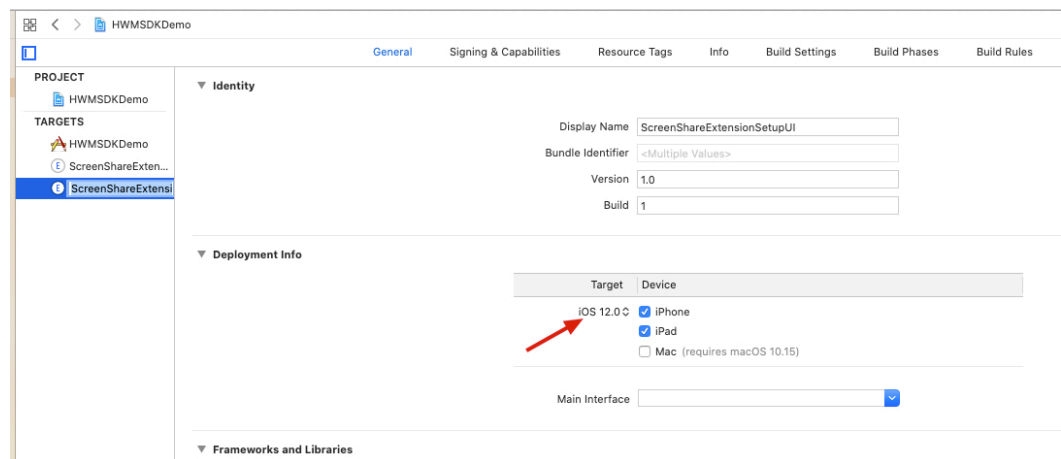 HWMSDKDemo
General Signing & Capabilities Resource Tags Info Build Settings Build Phases Build Rules
PROJECT
HWMSDKDemo
TARGETS
HWMSDKDemo
E ScreenShareExten...
E ScreenShareExtensi
Identity
Display Name ScreenShareExtensionSetupUI
Bundle Identifier <Multiple Values>
Version 1.0
Build 1
Deployment Info
Target Device
iOS 12.0 iPhone
iPad
Mac (requires macOS 10.15)
Main Interface
Frameworks and Libraries